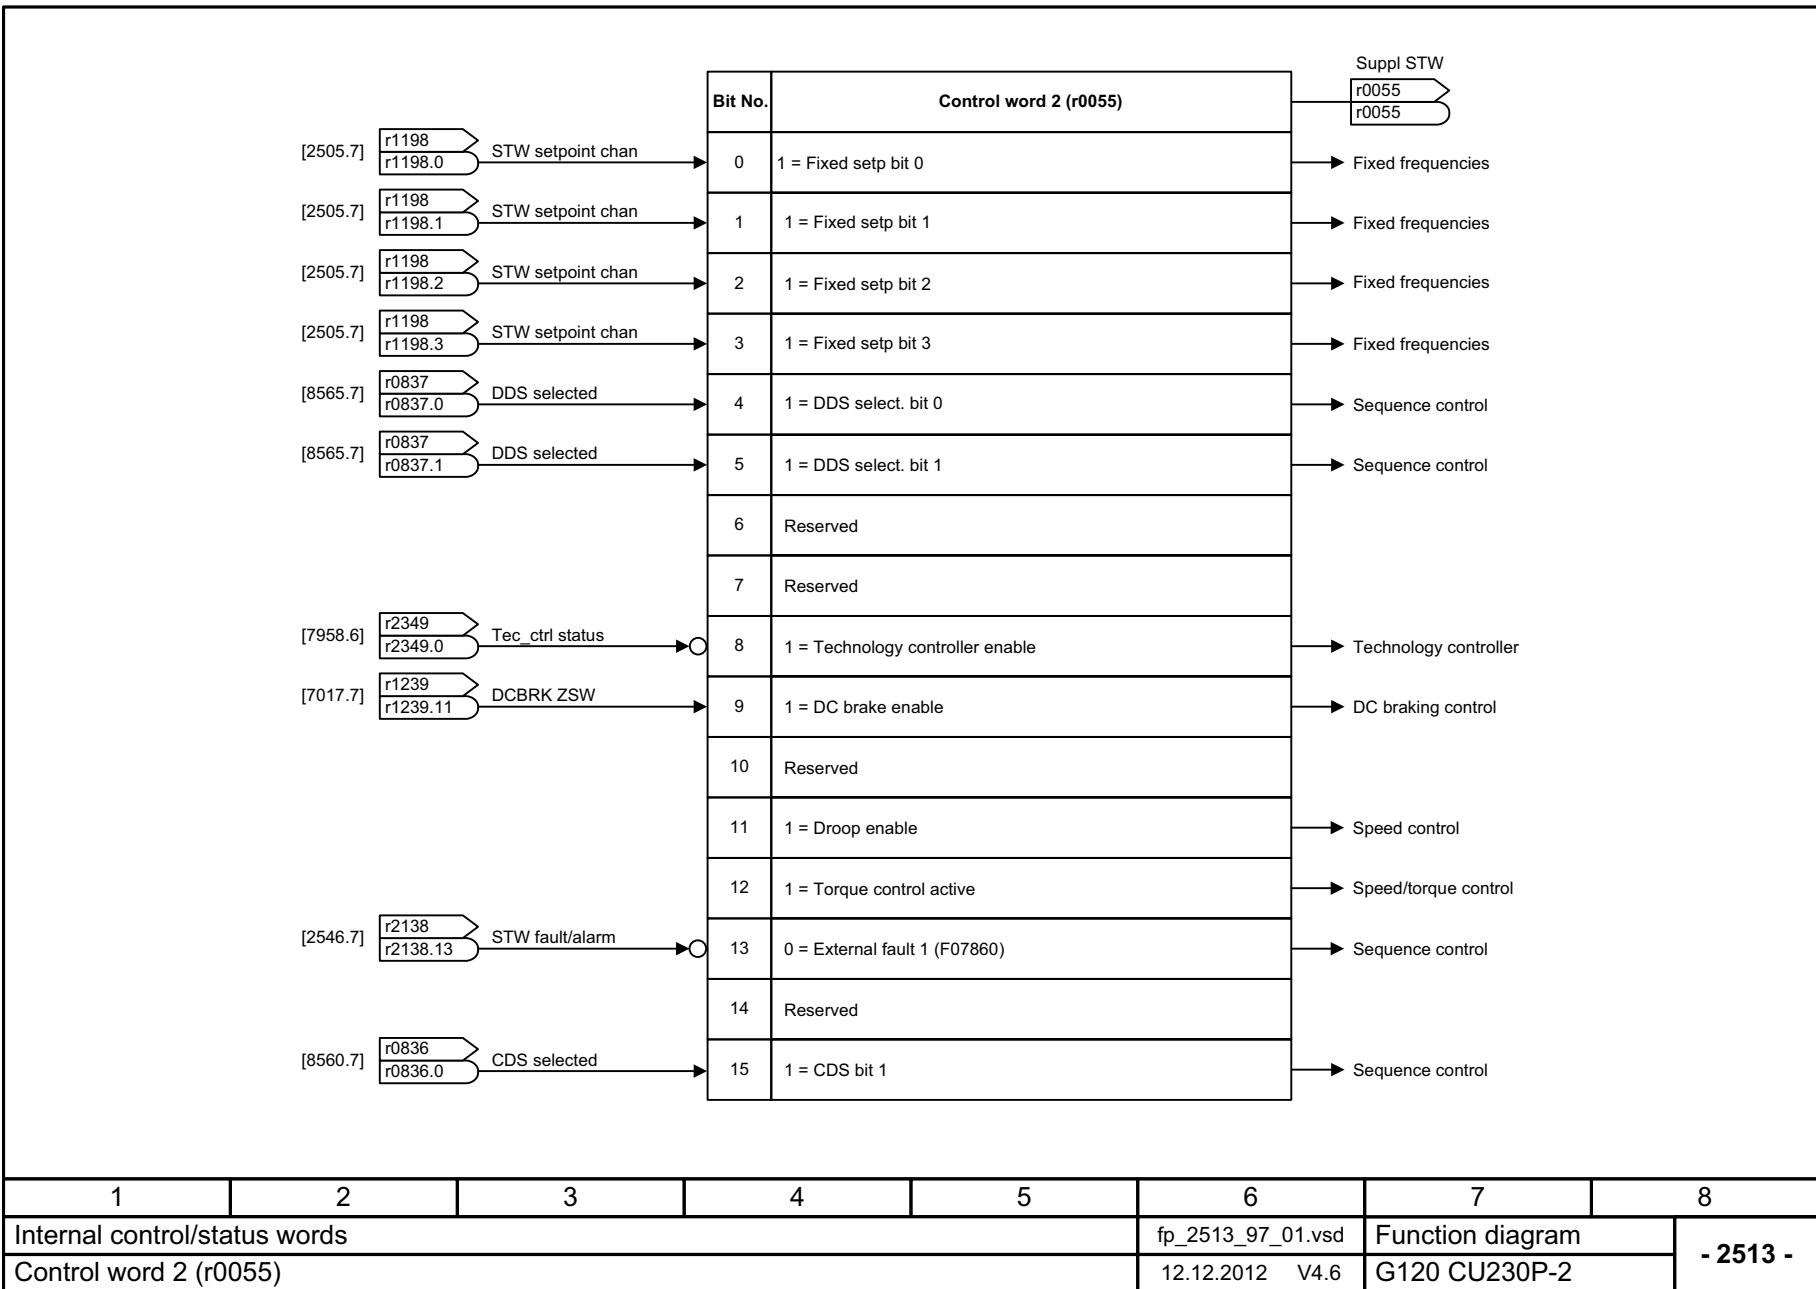 Suppl STW
r0055
r0055
Bit No. Control word 2 (r0055)
[2505.7] r1198 r1198.0 STW setpoint chan 0 1 = Fixed setp bit 0 Fixed frequencies
[2505.7] r1198 r1198.1 STW setpoint chan 1 1 = Fixed setp bit 1 Fixed frequencies
[2505.7] r1198 r1198.2 STW setpoint chan 2 1 = Fixed setp bit 2 Fixed frequencies
[2505.7] r1198 r1198.3 STW setpoint chan 3 1 = Fixed setp bit 3 Fixed frequencies
[8565.7] r0837 r0837.0 DDS selected 4 1 = DDS select. bit 0 Sequence control
[8565.7] r0837 r0837.1 DDS selected 5 1 = DDS select. bit 1 Sequence control
6 Reserved
7 Reserved
[7958.6] r2349 r2349.0 Tec_ctrl status 8 1 = Technology controller enable Technology controller
[7017.7] r1239 r1239.11 DCBRK ZSW 9 1 = DC brake enable DC braking control
10 Reserved
11 1 = Droop enable Speed control
12 1 = Torque control active Speed/torque control
[2546.7] r2138 r2138.13 STW fault/alarm 13 0 = External fault 1 (F07860) Sequence control
14 Reserved
[8560.7] r0836 r0836.0 CDS selected 15 1 = CDS bit 1 Sequence control
1 2 3 4 5 6 7 8
Internal control/status words fp_2513_97_01.vsd Function diagram - 2513 -
Control word 2 (r0055) 12.12.2012 V4.6 G120 CU230P-2